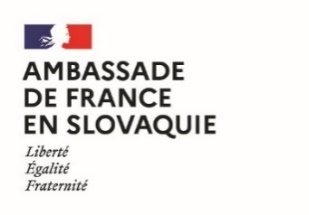 AMBASSADE
DE FRANCE
EN SLOVAQUIE
Liberté
Égalité
Fraternité